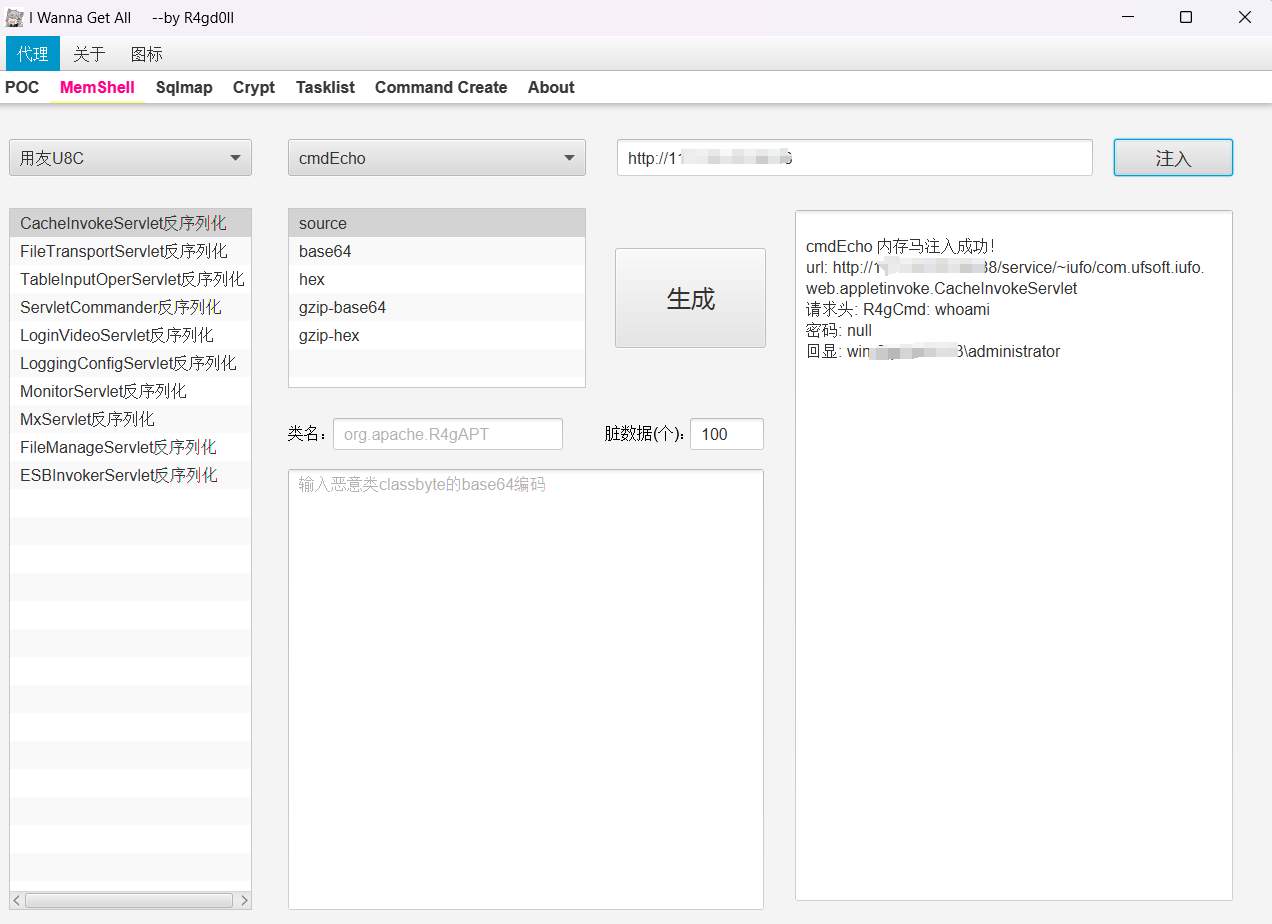 I Wanna Get All --by R4gd0ll
代理 关于 图标
POC MemShell Sqlmap Crypt Tasklist Command Create About
用友U8C cmdEcho http://1 注入
CacheInvokeServlet反序列化
FileTransportServlet反序列化
TableInputOperServlet反序列化
ServletCommander反序列化
LoginVideoServlet反序列化
LoggingConfigServlet反序列化
MonitorServlet反序列化
MxServlet反序列化
FileManageServlet反序列化
ESBInvokerServlet反序列化
source
base64
hex
gzip-base64
gzip-hex
生成
类名： org.apache.R4gAPT 脏数据(个)： 100
输入恶意类classbyte的base64编码
cmdEcho 内存马注入成功！
url: http://1 88/service/~iufo/com.ufsoft.iufo.
web.appletinvoke.CacheInvokeServlet
请求头: R4gCmd: whoami
密码: null
回显: win \administrator